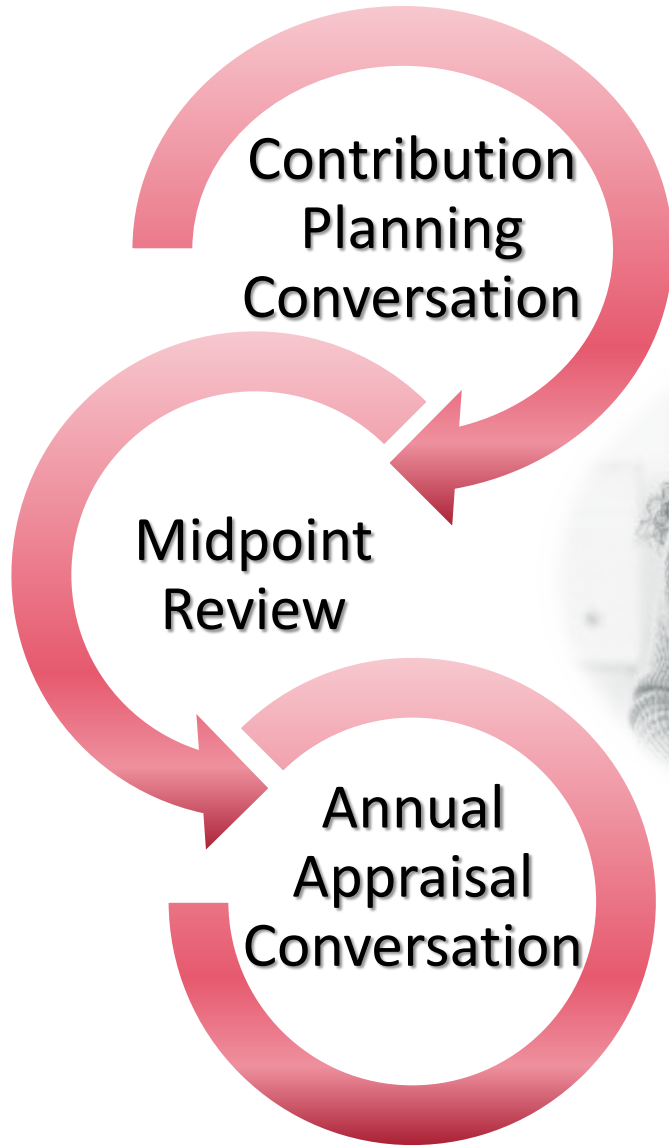 Contribution
Planning
Conversation
Midpoint
Review
Annual
Appraisal
Conversation